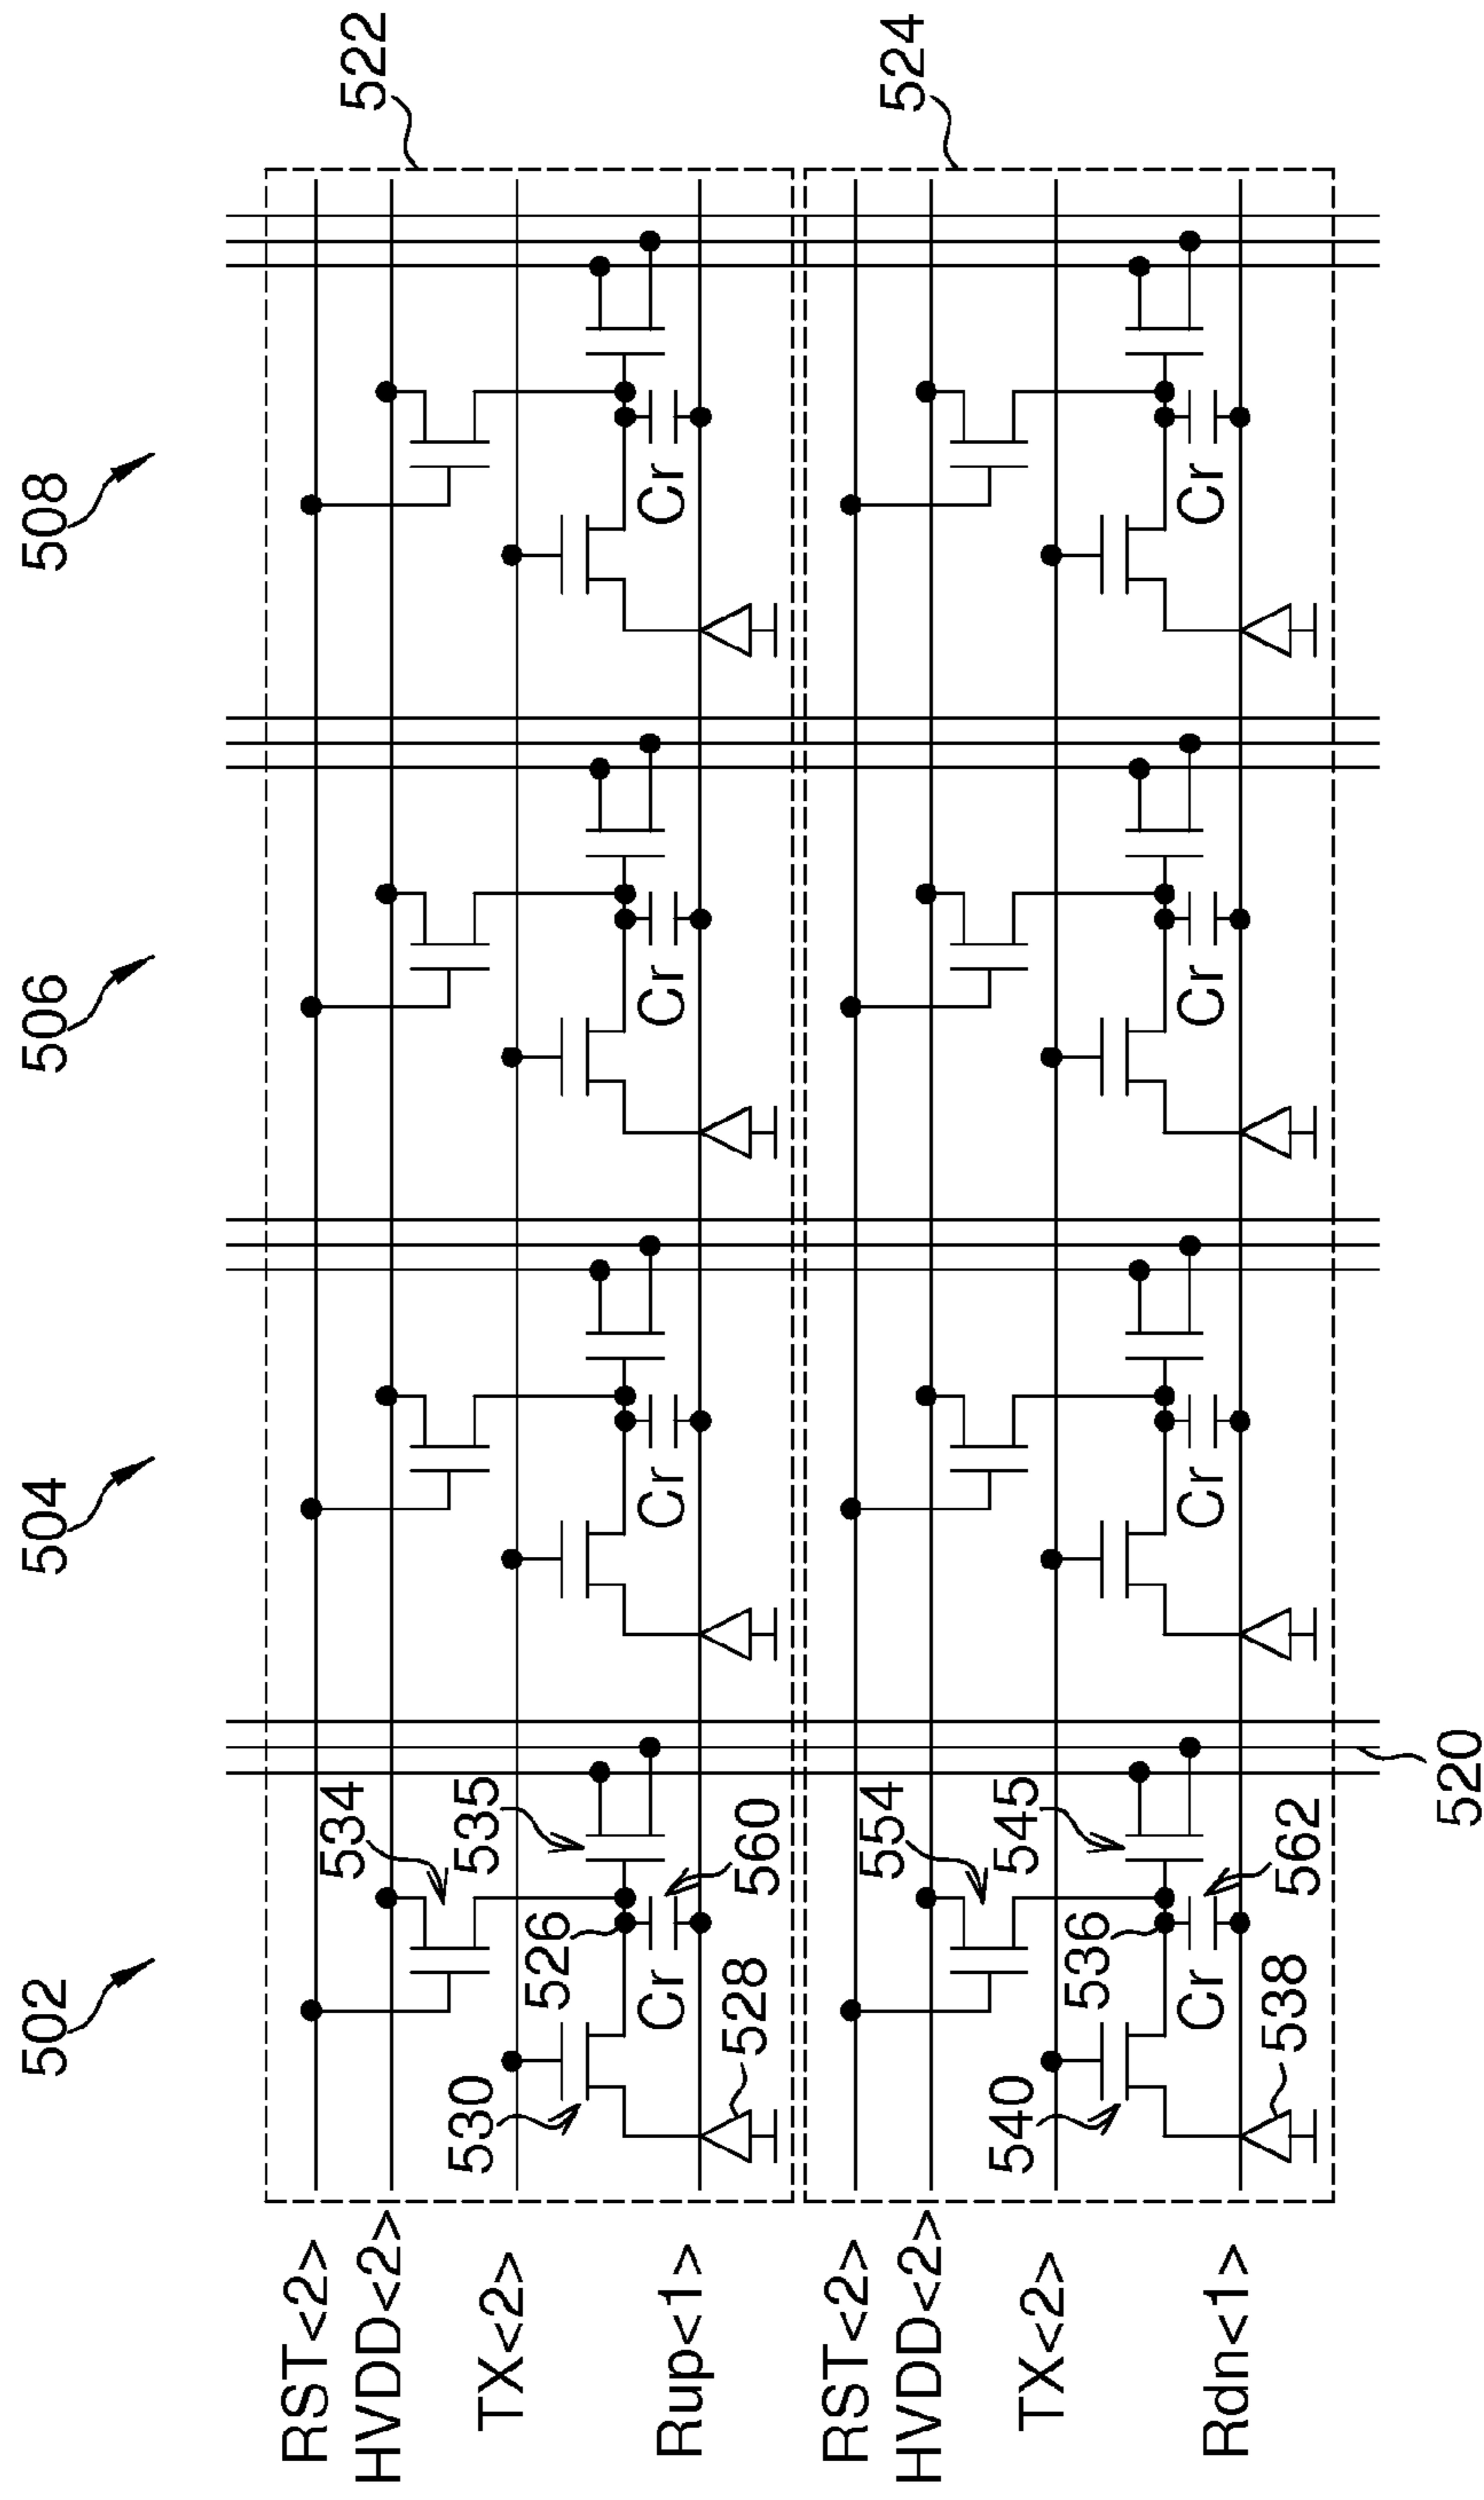 502 504 506 508
RST<2> 534 522
HVDD<2>
530 535
TX<2>
526
Rup<1> Cr Cr Cr Cr
528 560
RST<2> 554 524
HVDD<2>
540 545
TX<2>
536
Rdn<1> Cr Cr Cr Cr
538 562
520